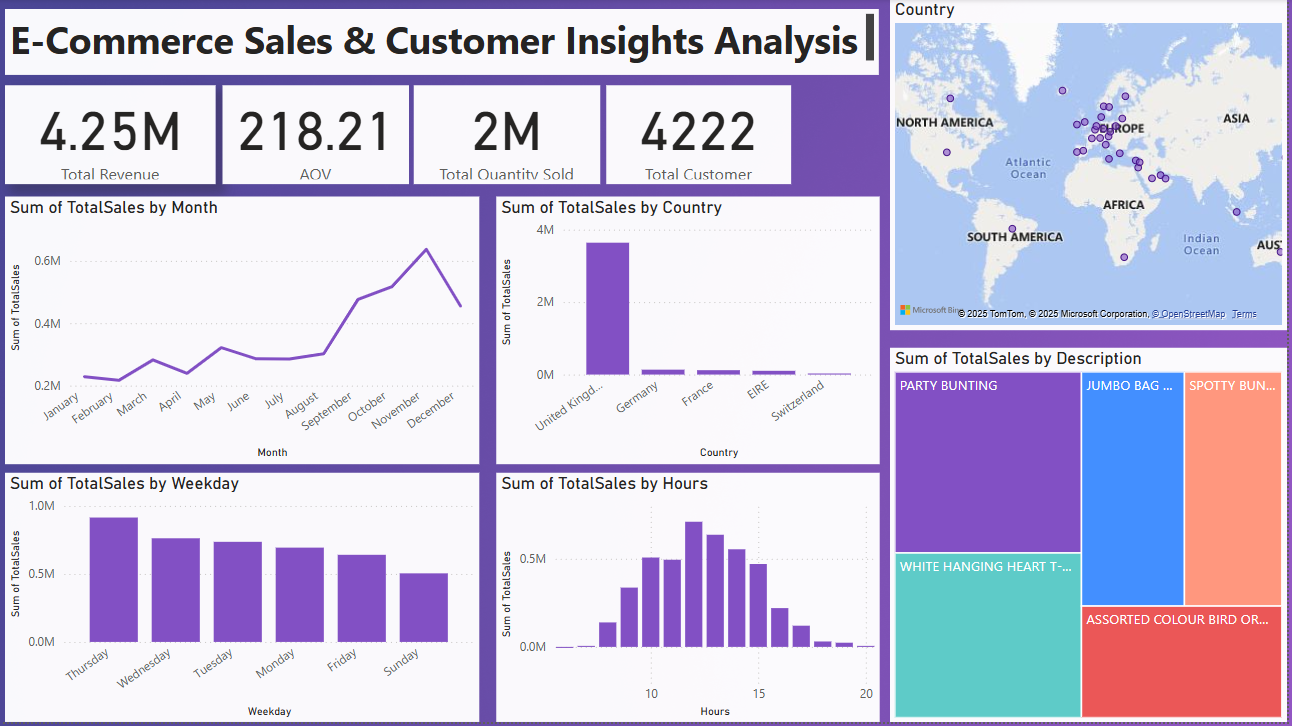 E-Commerce Sales & Customer Insights Analysis
4.25M
Total Revenue
218.21
AOV
2M
Total Quantity Sold
4222
Total Customer
Sum of TotalSales by Month
Sum of TotalSales
0.6M
0.4M
0.2M
January
February
March
April
May
June
July
August
September
October
November
December
Month
Sum of TotalSales by Country
Sum of TotalSales
4M
2M
0M
United Kingd...
Germany
France
EIRE
Switzerland
Country
Sum of TotalSales by Weekday
Sum of TotalSales
1.0M
0.5M
0.0M
Thursday
Wednesday
Tuesday
Monday
Friday
Sunday
Weekday
Sum of TotalSales by Hours
Sum of TotalSales
0.5M
0.0M
10
15
20
Hours
Country
NORTH AMERICA
EUROPE
ASIA
Atlantic
Ocean
AFRICA
SOUTH AMERICA
Indian
Ocean
AUS
Microsoft Bin
© 2025 TomTom, © 2025 Microsoft Corporation, © OpenStreetMap Terms
Sum of TotalSales by Description
PARTY BUNTING
JUMBO BAG ...
SPOTTY BUN...
WHITE HANGING HEART T-...
ASSORTED COLOUR BIRD OR...